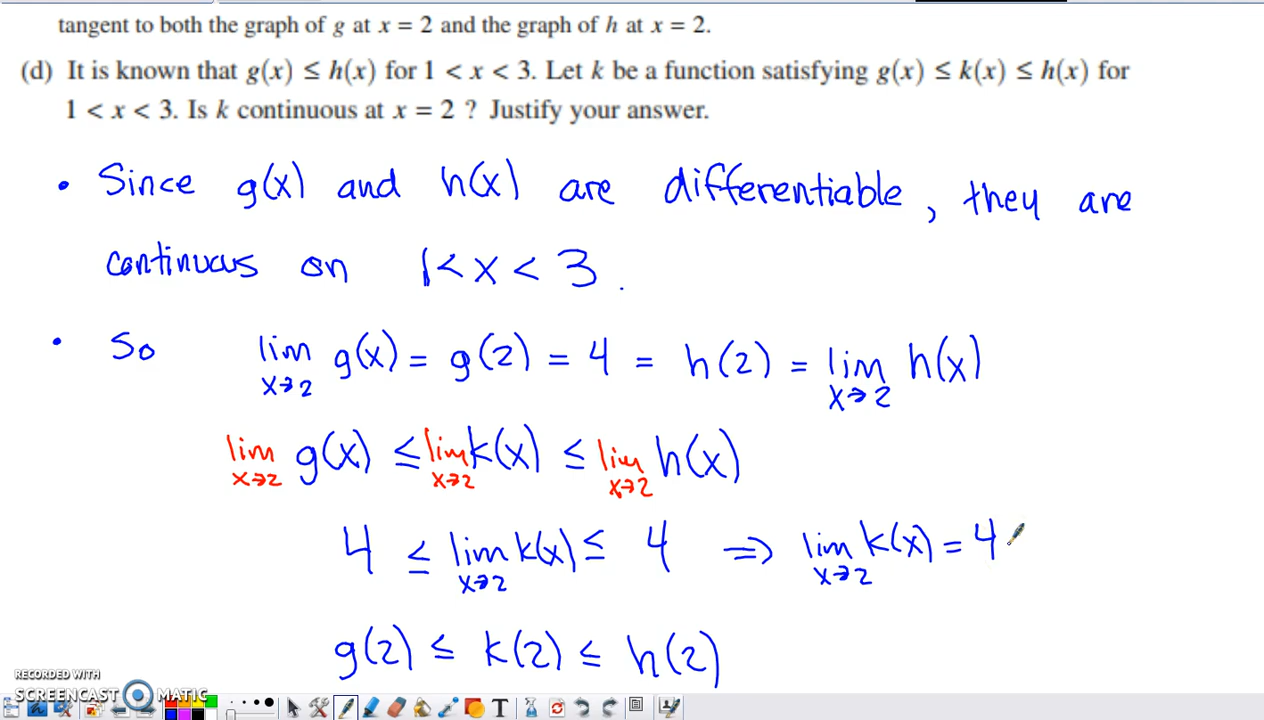 tangent to both the graph of g at x = 2 and the graph of h at x = 2.
(d) It is known that g(x) ≤ h(x) for 1 < x < 3. Let k be a function satisfying g(x) ≤ k(x) ≤ h(x) for
1 < x < 3. Is k continuous at x = 2 ? Justify your answer.
• Since g(x) and h(x) are differentiable, they are
continuous on 1 < x < 3.
• So lim x→2 g(x) = g(2) = 4 = h(2) = lim x→2 h(x)
lim x→2 g(x) ≤ lim x→2 k(x) ≤ lim x→2 h(x)
4 ≤ lim x→2 k(x) ≤ 4 ⇒ lim x→2 k(x) = 4
g(2) ≤ k(2) ≤ h(2)
RECORDED WITH
SCREENCAST MATIC